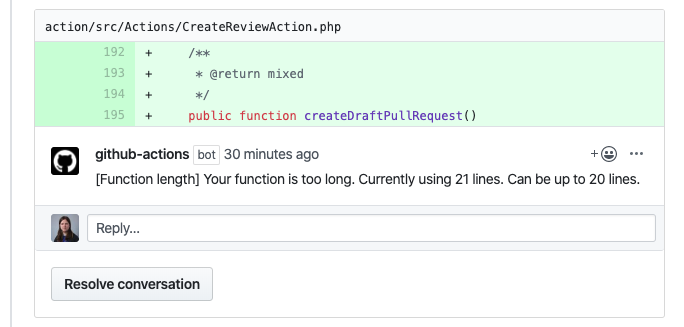 action/src/Actions/CreateReviewAction.php
192 + /**
193 + * @return mixed
194 + */
195 + public function createDraftPullRequest()
github-actions bot 30 minutes ago
[Function length] Your function is too long. Currently using 21 lines. Can be up to 20 lines.
Reply...
Resolve conversation